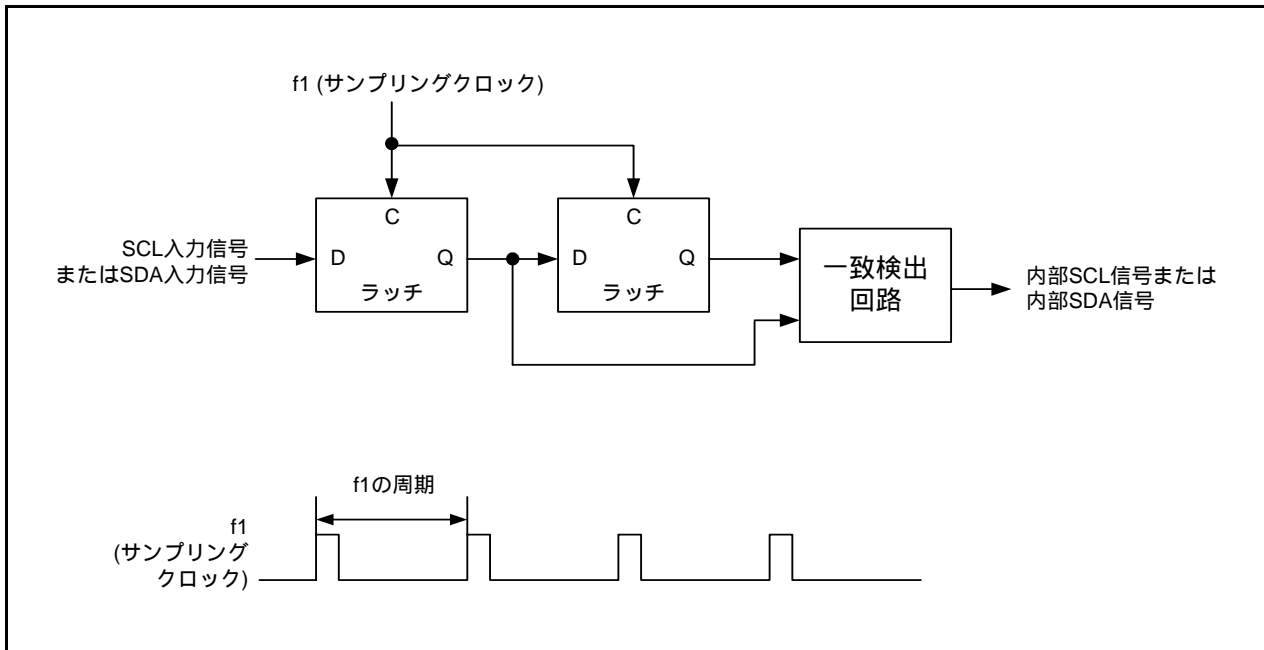 f1 (サンプリングクロック)
C
C
SCL入力信号
またはSDA入力信号
D
Q
D
Q
ラッチ
ラッチ
一致検出
回路
内部SCL信号または
内部SDA信号
f1の周期
f1
(サンプリング
クロック)